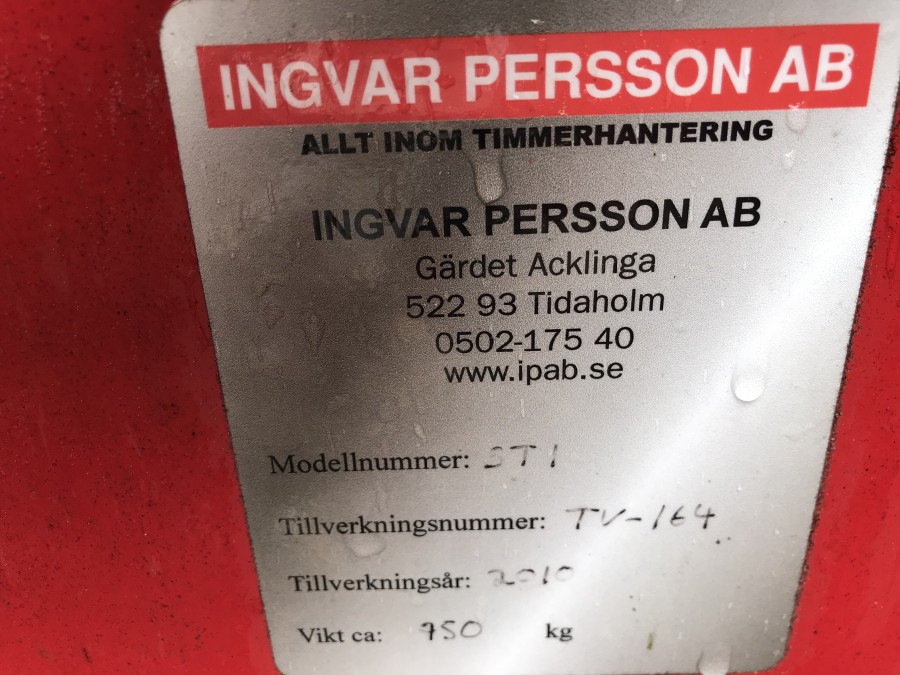 INGVAR PERSSON AB
ALLT INOM TIMMERHANTERING
INGVAR PERSSON AB
Gärdet Acklinga
522 93 Tidaholm
0502-175 40
www.ipab.se
Modellnummer: ST1
Tillverkningsnummer: TV-164
Tillverkningsår: 2010
Vikt ca: 750 kg